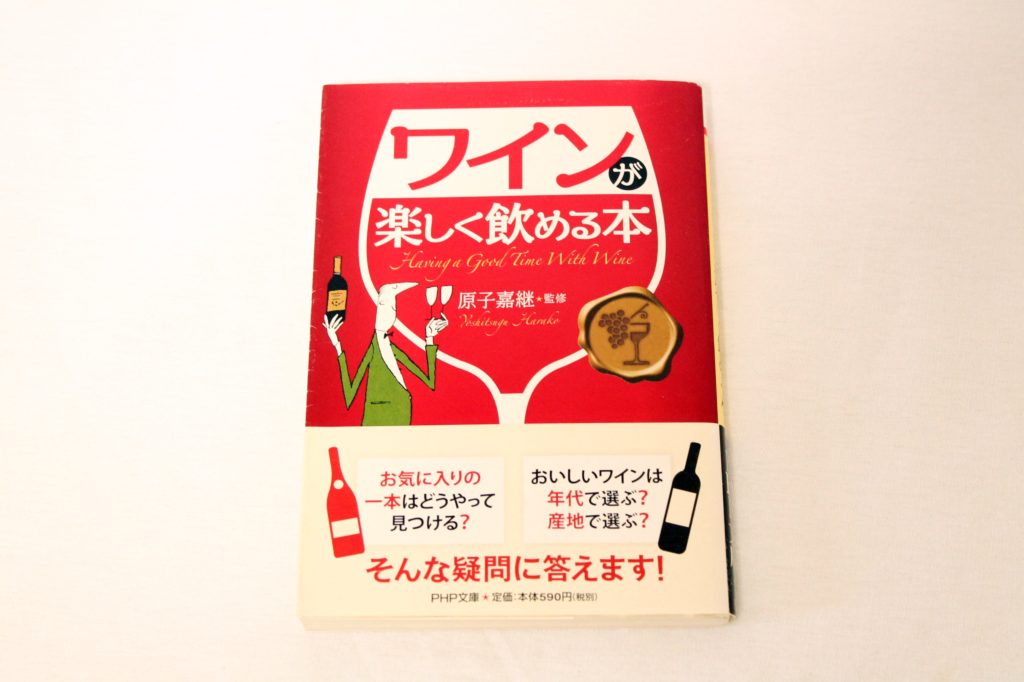 ワインが
楽しく飲める本
Having a Good Time With Wine
原子嘉継★監修
Yoshitsugu Harako
お気に入りの
一本はどうやって
見つける?
おいしいワインは
年代で選ぶ?
産地で選ぶ?
そんな疑問に答えます!
PHP文庫★定価:本体590円(税別)